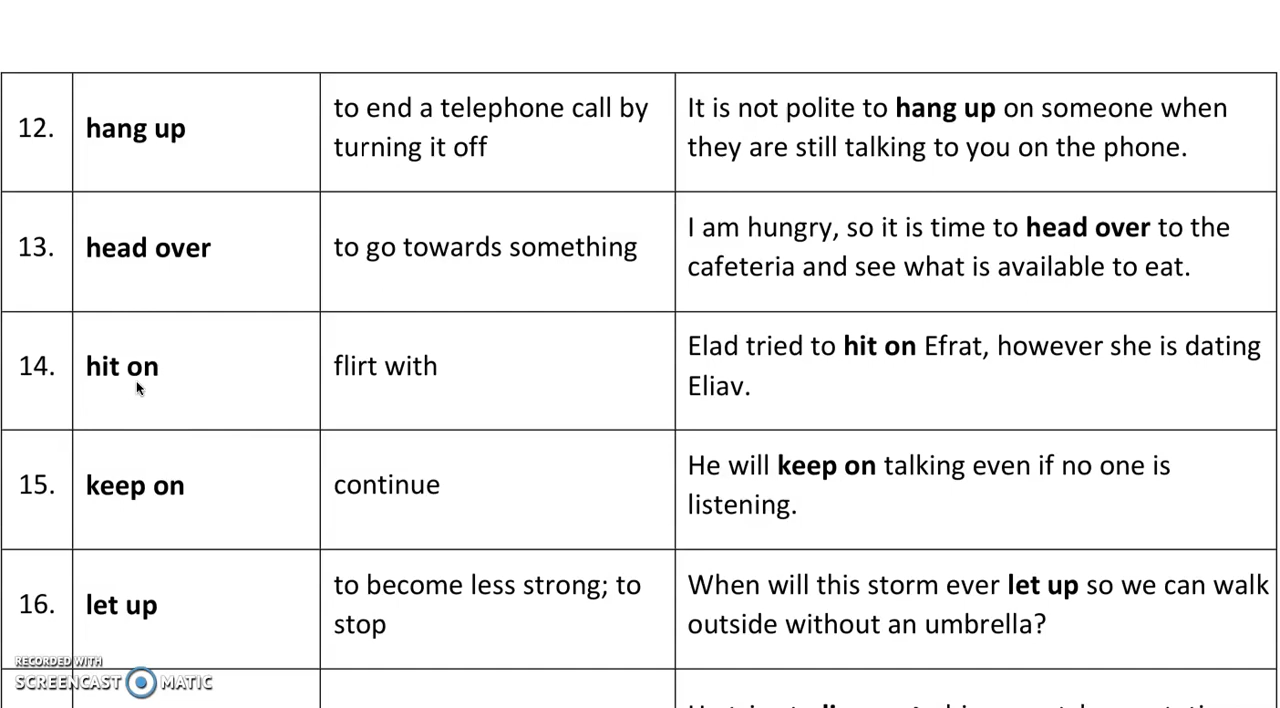 12.
hang up
to end a telephone call by
turning it off
It is not polite to hang up on someone when
they are still talking to you on the phone.
13.
head over
to go towards something
I am hungry, so it is time to head over to the
cafeteria and see what is available to eat.
14.
hit on
flirt with
Elad tried to hit on Efrat, however she is dating
Eliav.
15.
keep on
continue
He will keep on talking even if no one is
listening.
16.
let up
to become less strong; to
stop
When will this storm ever let up so we can walk
outside without an umbrella?
RECORDED WITH
SCREENCAST MATIC